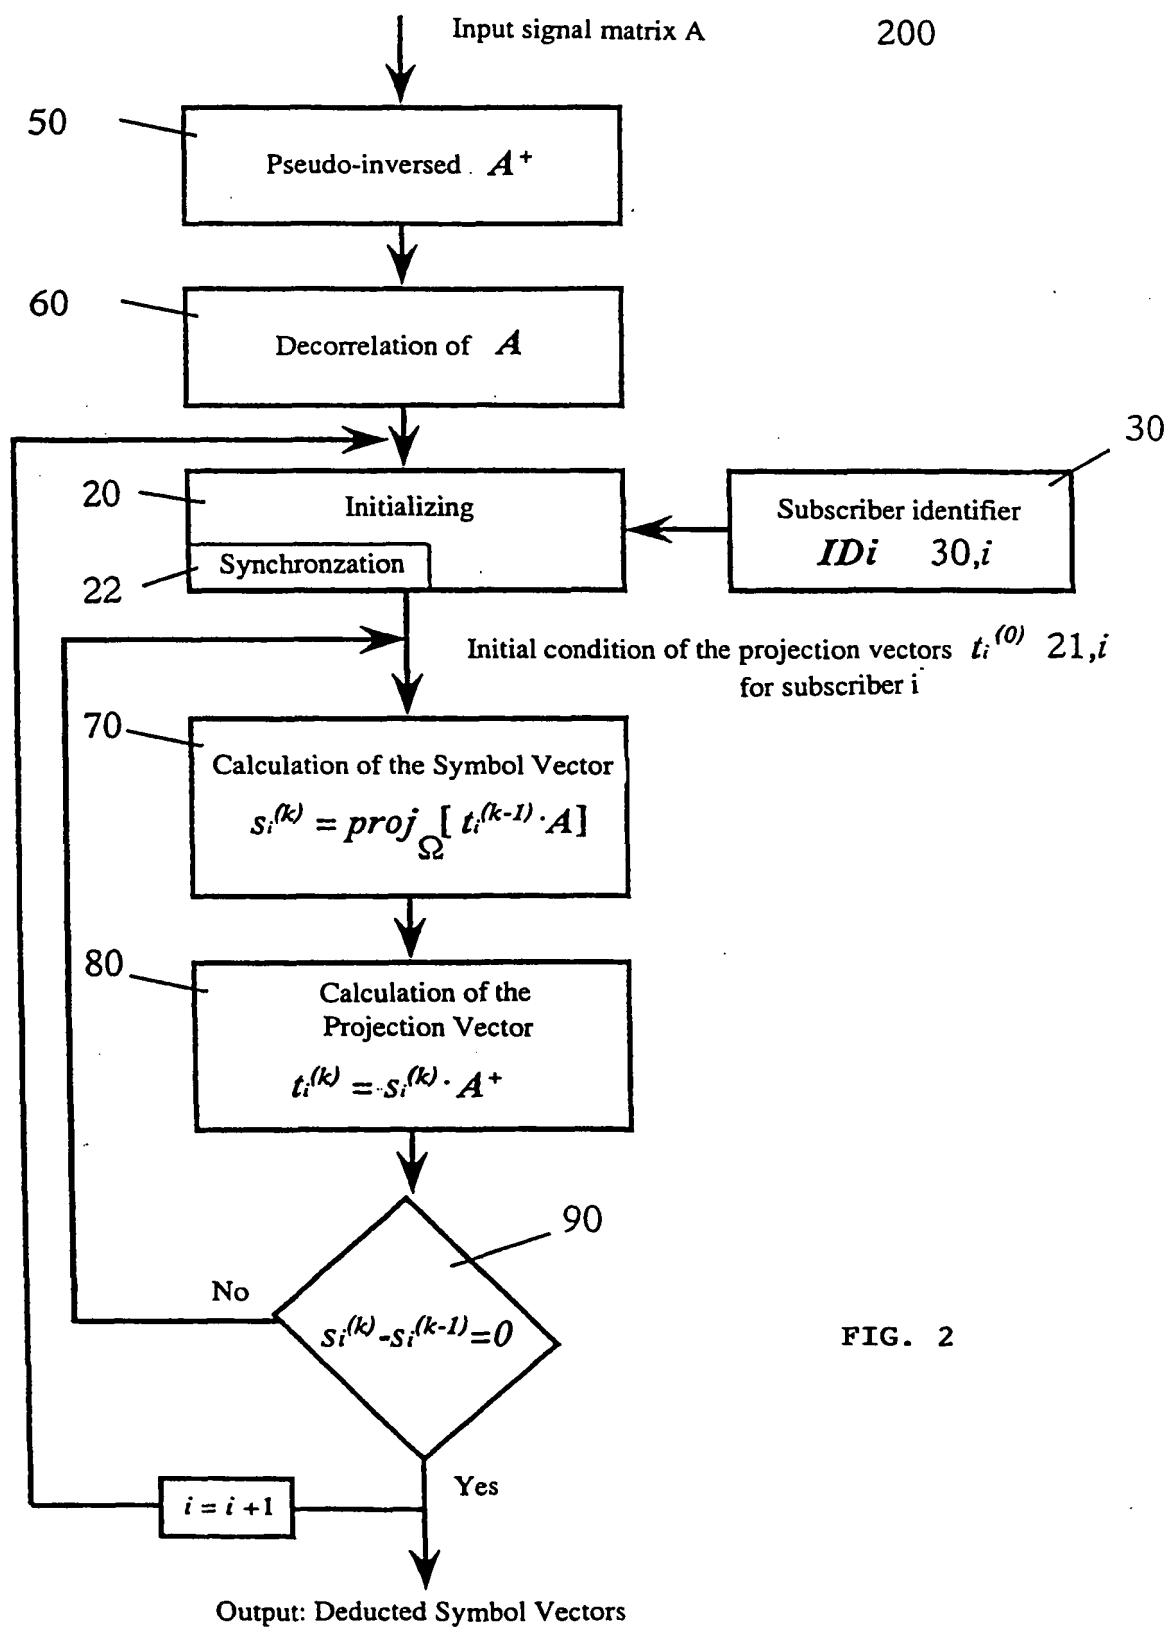 Input signal matrix A 200
50
Pseudo-inversed A⁺
60
Decorrelation of A
30
20
Initializing
Subscriber identifier
IDi 30,i
Synchronzation
22
Initial condition of the projection vectors tᵢ⁽⁰⁾ 21,i
for subscriber i
70
Calculation of the Symbol Vector
sᵢ⁽ᵏ⁾ = proj_Ω [ tᵢ⁽ᵏ⁻¹⁾ · A ]
80
Calculation of the
Projection Vector
tᵢ⁽ᵏ⁾ = sᵢ⁽ᵏ⁾ · A⁺
90
No
sᵢ⁽ᵏ⁾-sᵢ⁽ᵏ⁻¹⁾=0
FIG. 2
Yes
i = i +1
Output: Deducted Symbol Vectors